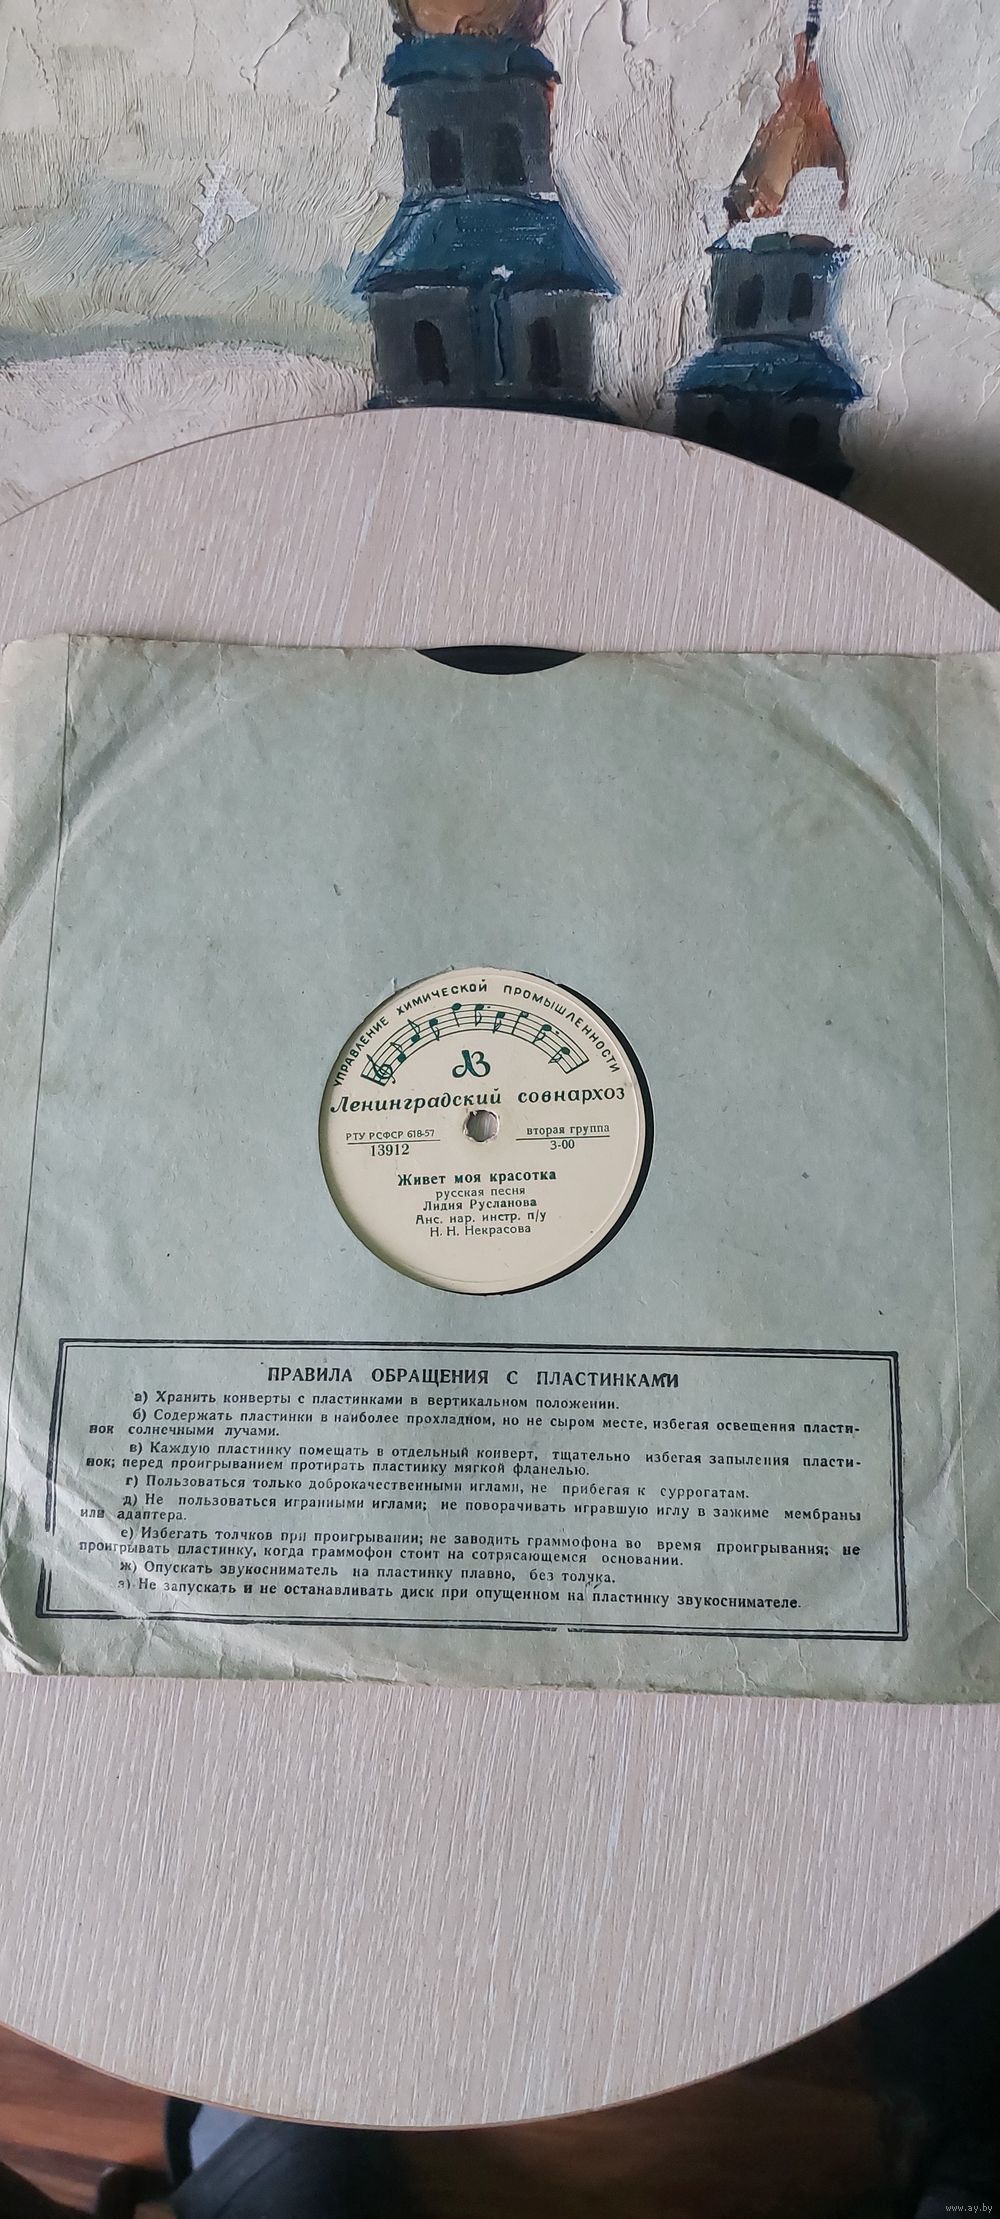 УПРАВЛЕНИЕ ХИМИЧЕСКОЙ ПРОМЫШЛЕННОСТИ
ЛЗ
Ленинградский совнархоз
РТУ РСФСР 618-57
13912
вторая группа
3-00
Живет моя красотка
русская песня
Лидия Русланова
Анс. нар. инстр. п/у
Н. Н. Некрасова
ПРАВИЛА ОБРАЩЕНИЯ С ПЛАСТИНКАМИ
а) Хранить конверты с пластинками в вертикальном положении.
б) Содержать пластинки в наиболее прохладном, но не сыром месте, избегая освещения пласти-
нок солнечными лучами.
в) Каждую пластинку помещать в отдельный конверт, тщательно избегая запыления пласти-
нок; перед проигрыванием протирать пластинку мягкой фланелью.
г) Пользоваться только доброкачественными иглами, не прибегая к суррогатам.
д) Не пользоваться игранными иглами; не поворачивать игравшую иглу в зажиме мембраны
или адаптера.
е) Избегать толчков при проигрывании; не заводить граммофона во время проигрывания; не
проигрывать пластинку, когда граммофон стоит на сотрясающемся основании.
ж) Опускать звукосниматель на пластинку плавно, без толчка.
з) Не запускать и не останавливать диск при опущенном на пластинку звукоснимателе.
www.ay.by